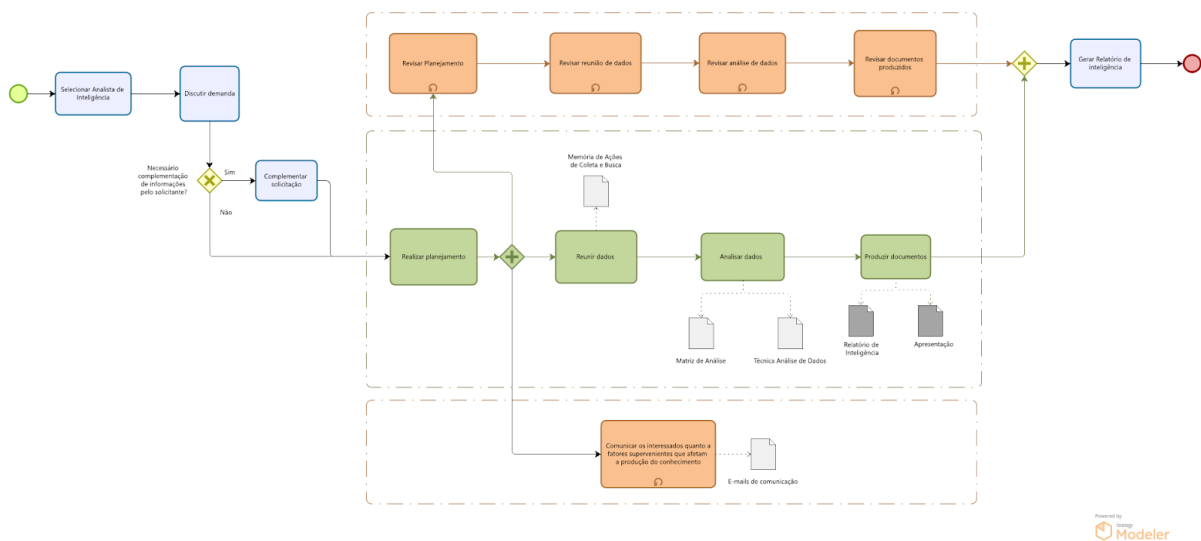 Selecionar Analista de
Inteligência
Discutir demanda
Necessário
complementação
de informações
pelo solicitante?
Sim
Não
Complementar
solicitação
Revisar Planejamento
Revisar reunião de dados
Revisar análise de dados
Revisar documentos
produzidos
Gerar Relatório de
inteligência
Memória de Ações
de Coleta e Busca
Realizar planejamento
Reunir dados
Analisar dados
Produzir documentos
Matriz de Análise
Técnica Análise de Dados
Relatório de
Inteligência
Apresentação
Comunicar os interessados quanto a
fatores supervenientes que afetam
a produção do conhecimento
E-mails de comunicação
Powered by
bizagi
Modeler